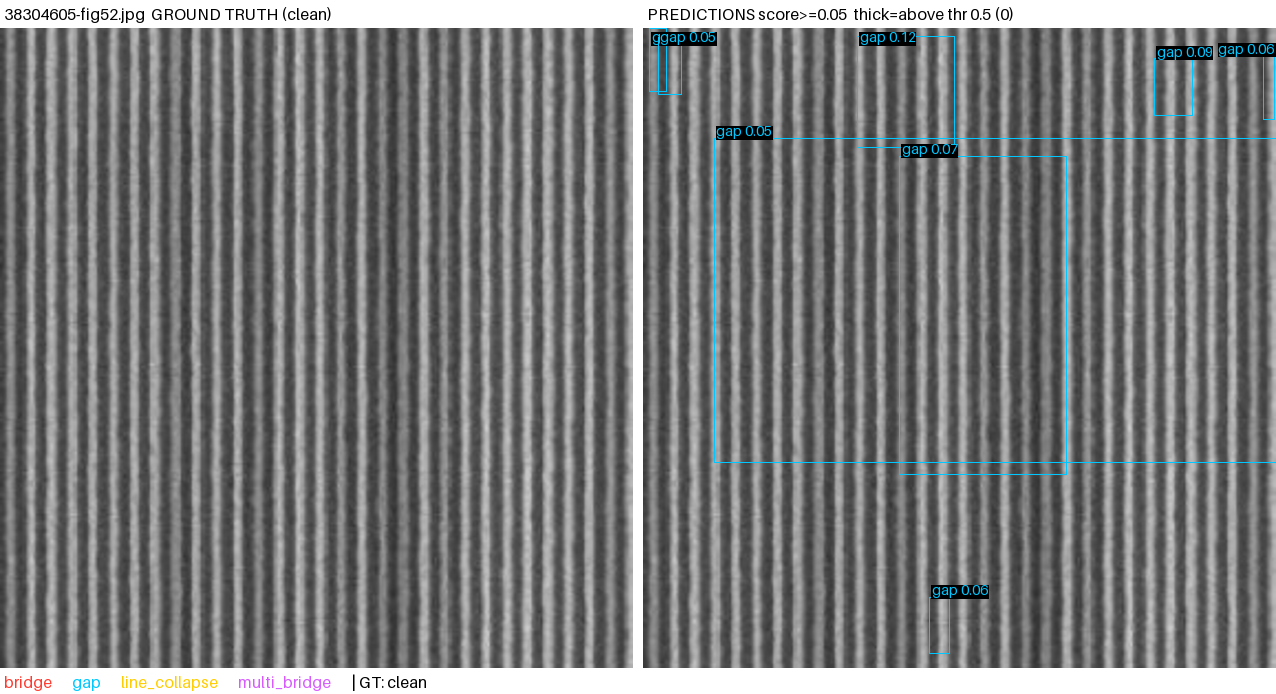 38304605-fig52.jpg GROUND TRUTH (clean)
PREDICTIONS score>=0.05 thick=above thr 0.5 (0)
ggap 0.05
gap 0.12
gap 0.09
gap 0.06
gap 0.05
gap 0.07
gap 0.06
bridge gap line_collapse multi_bridge | GT: clean